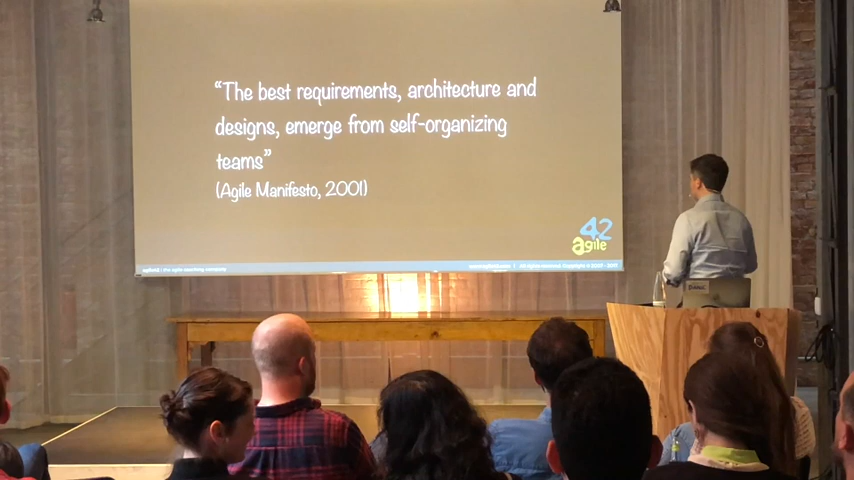 “The best requirements, architecture and
designs, emerge from self-organizing
teams”
(Agile Manifesto, 2001)
42
agile